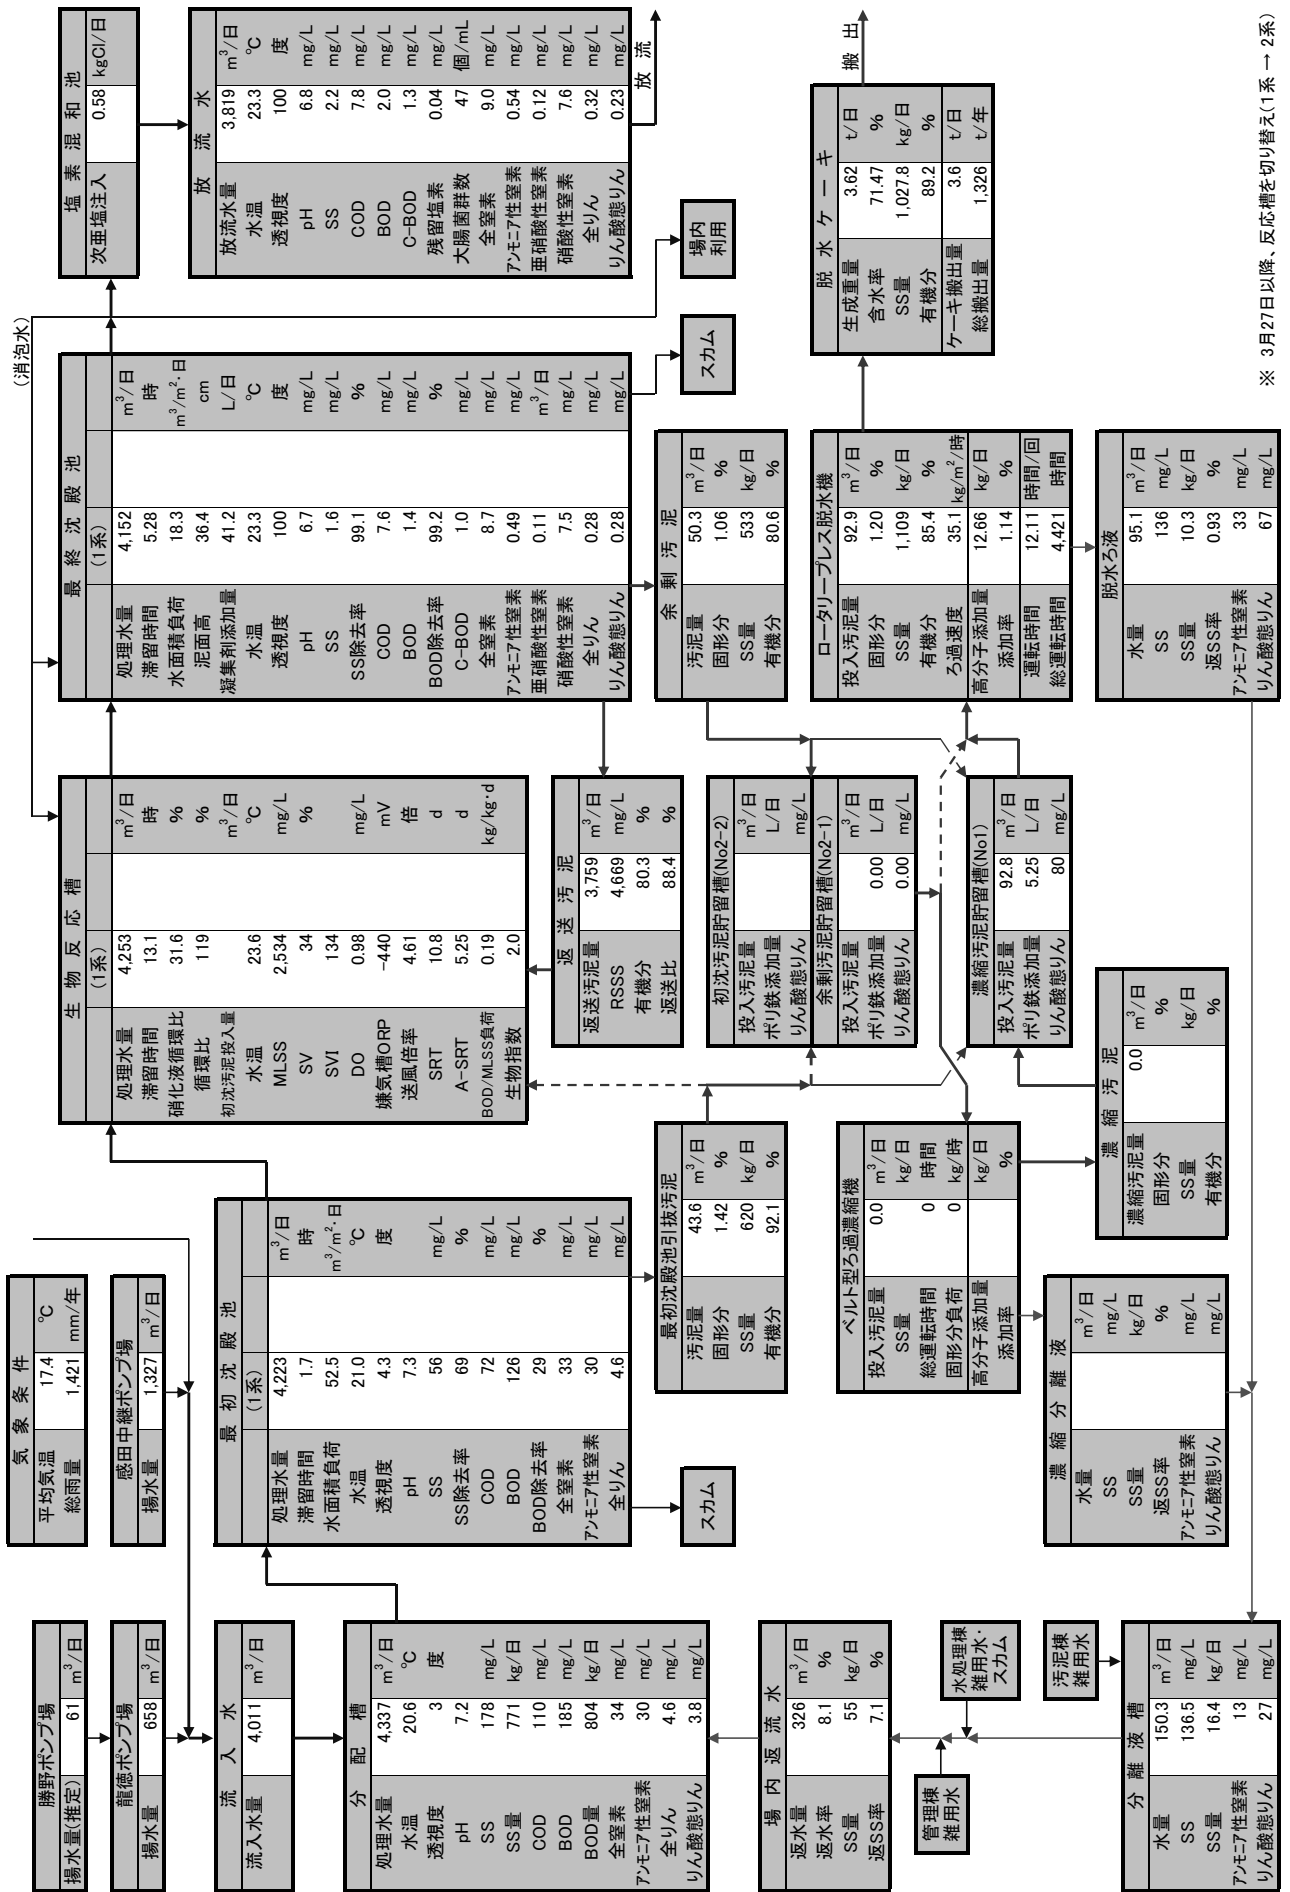 勝野ポンプ場
揚水量(推定) 61 m³/日
龍徳ポンプ場
揚水量 658 m³/日
流入水
流入水量 4,011 m³/日
分配槽
処理水量 4,337 m³/日
水温 20.6 ℃
透視度 3 度
pH 7.2
SS 178 mg/L
SS量 771 kg/日
COD 110 mg/L
BOD 185 mg/L
BOD量 804 kg/日
全窒素 34 mg/L
アンモニア性窒素 30 mg/L
全りん 4.6 mg/L
りん酸態りん 3.8 mg/L
場内返流水
返水量 326 m³/日
返水率 8.1 %
SS量 55 kg/日
返SS率 7.1 %
管理棟
雑用水
水処理棟
雑用水・
スカム
汚泥棟
雑用水
分離液槽
水量 150.3 m³/日
SS 136.5 mg/L
SS量 16.4 kg/日
アンモニア性窒素 13 mg/L
りん酸態りん 27 mg/L
気象条件
平均気温 17.4 ℃
総雨量 1,421 mm/年
感田中継ポンプ場
揚水量 1,327 m³/日
最初沈殿池
(1系)
処理水量 4,223 m³/日
滞留時間 1.7 時
水面積負荷 52.5 m³/m²・日
水温 21.0 ℃
透視度 4.3 度
pH 7.3
SS 56 mg/L
SS除去率 69 %
COD 72 mg/L
BOD 126 mg/L
BOD除去率 29 %
全窒素 33 mg/L
アンモニア性窒素 30 mg/L
全りん 4.6 mg/L
スカム
最初沈殿池引抜汚泥
汚泥量 43.6 m³/日
固形分 1.42 %
SS量 620 kg/日
有機分 92.1 %
ベルト型ろ過濃縮機
投入汚泥量 0.0 m³/日
SS量 kg/日
総運転時間 0 時間
固形分負荷 0 kg/時
高分子添加量 kg/日
添加率 %
濃縮分離液
水量 m³/日
SS mg/L
SS量 kg/日
返SS率 %
アンモニア性窒素 mg/L
りん酸態りん mg/L
濃縮汚泥
濃縮汚泥量 0.0 m³/日
固形分 %
SS量 kg/日
有機分 %
生物反応槽
(1系)
処理水量 4,253 m³/日
滞留時間 13.1 時
硝化液循環比 31.6 %
循環比 119 %
初沈汚泥投入量 m³/日
水温 23.6 ℃
MLSS 2,534 mg/L
SV 34 %
SVI 134
DO 0.98 mg/L
嫌気槽ORP -440 mV
送風倍率 4.61 倍
SRT 10.8 d
A-SRT 5.25 d
BOD/MLSS負荷 0.19 kg/kg・d
生物指数 2.0
返送汚泥
返送汚泥量 3,759 m³/日
RSSS 4,669 mg/L
有機分 80.3 %
返送比 88.4 %
初沈汚泥貯留槽(No2-2)
投入汚泥量 m³/日
ポリ鉄添加量 L/日
りん酸態りん mg/L
余剰汚泥貯留槽(No2-1)
投入汚泥量 m³/日
ポリ鉄添加量 0.00 L/日
りん酸態りん 0.00 mg/L
濃縮汚泥貯留槽(No1)
投入汚泥量 92.8 m³/日
ポリ鉄添加量 5.25 L/日
りん酸態りん 80 mg/L
(消泡水)
最終沈殿池
(1系)
処理水量 4,152 m³/日
滞留時間 5.28 時
水面積負荷 18.3 m³/m²・日
泥面高 36.4 cm
凝集剤添加量 41.2 L/日
水温 23.3 ℃
透視度 100 度
pH 6.7 mg/L
SS 1.6 mg/L
SS除去率 99.1 %
COD 7.6 mg/L
BOD 1.4 mg/L
BOD除去率 99.2 %
C-BOD 1.0 mg/L
全窒素 8.7 mg/L
アンモニア性窒素 0.49 mg/L
亜硝酸性窒素 0.11 m³/日
硝酸性窒素 7.5 mg/L
全りん 0.28 mg/L
りん酸態りん 0.28 mg/L
スカム
余剰汚泥
汚泥量 50.3 m³/日
固形分 1.06 %
SS量 533 kg/日
有機分 80.6 %
ロータリープレス脱水機
投入汚泥量 92.9 m³/日
固形分 1.20 %
SS量 1,109 kg/日
有機分 85.4 %
ろ過速度 35.1 kg/m²/時
高分子添加量 12.66 kg/日
添加率 1.14 %
運転時間 12.11 時間/回
総運転時間 4,421 時間
脱水ろ液
水量 95.1 m³/日
SS 136 mg/L
SS量 10.3 kg/日
返SS率 0.93 %
アンモニア性窒素 33 mg/L
りん酸態りん 67 mg/L
塩素混和池
次亜塩注入 0.58 kgCl/日
放流水
放流水量 3,819 m³/日
水温 23.3 ℃
透視度 100 度
pH 6.8 mg/L
SS 2.2 mg/L
COD 7.8 mg/L
BOD 2.0 mg/L
C-BOD 1.3 mg/L
残留塩素 0.04 mg/L
大腸菌群数 47 個/mL
全窒素 9.0 mg/L
アンモニア性窒素 0.54 mg/L
亜硝酸性窒素 0.12 mg/L
硝酸性窒素 7.6 mg/L
全りん 0.32 mg/L
りん酸態りん 0.23 mg/L
放流
場内
利用
脱水ケーキ
生成重量 3.62 t/日
含水率 71.47 %
SS量 1,027.8 kg/日
有機分 89.2 %
ケーキ搬出量 3.6 t/日
総搬出量 1,326 t/年
搬出
※ 3月27日以降、反応槽を切り替え(1系 → 2系)